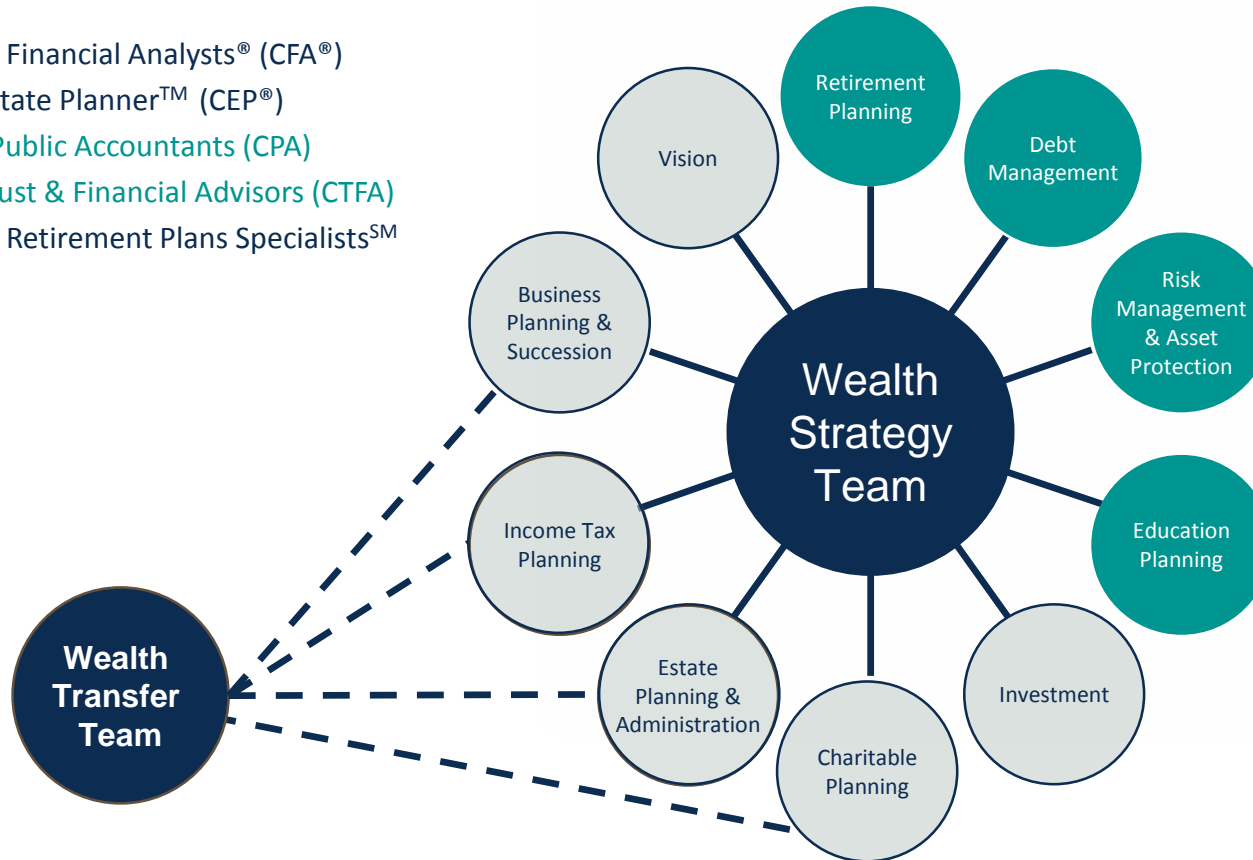 Financial Analysts® (CFA®)
tate Planner™ (CEP®)
Public Accountants (CPA)
ust & Financial Advisors (CTFA)
Retirement Plans Specialists℠
Retirement
Planning
Debt
Management
Vision
Risk
Management
& Asset
Protection
Business
Planning &
Succession
Wealth
Strategy
Team
Income Tax
Planning
Education
Planning
Wealth
Transfer
Team
Estate
Planning &
Administration
Investment
Charitable
Planning